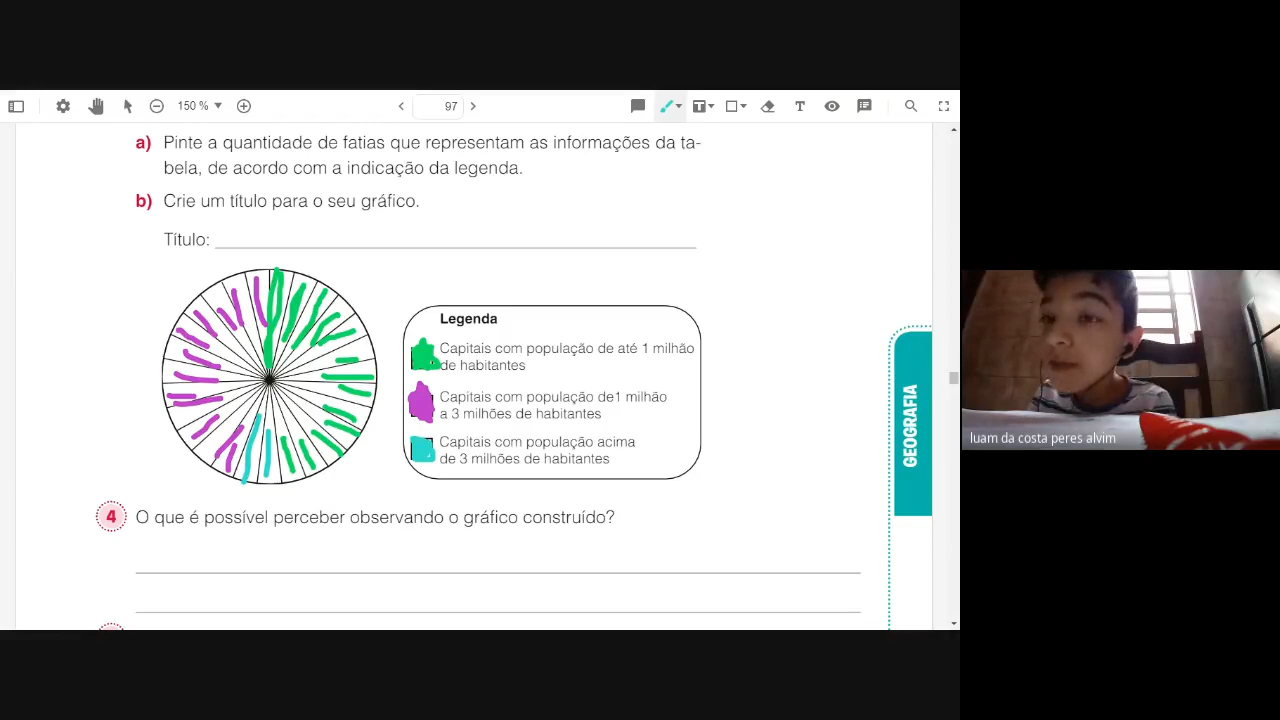 150 %
97
a) Pinte a quantidade de fatias que representam as informações da ta-
bela, de acordo com a indicação da legenda.
b) Crie um título para o seu gráfico.
Título:
Legenda
Capitais com população de até 1 milhão
de habitantes
Capitais com população de1 milhão
a 3 milhões de habitantes
Capitais com população acima
de 3 milhões de habitantes
GEOGRAFIA
luam da costa peres alvim
4 O que é possível perceber observando o gráfico construído?